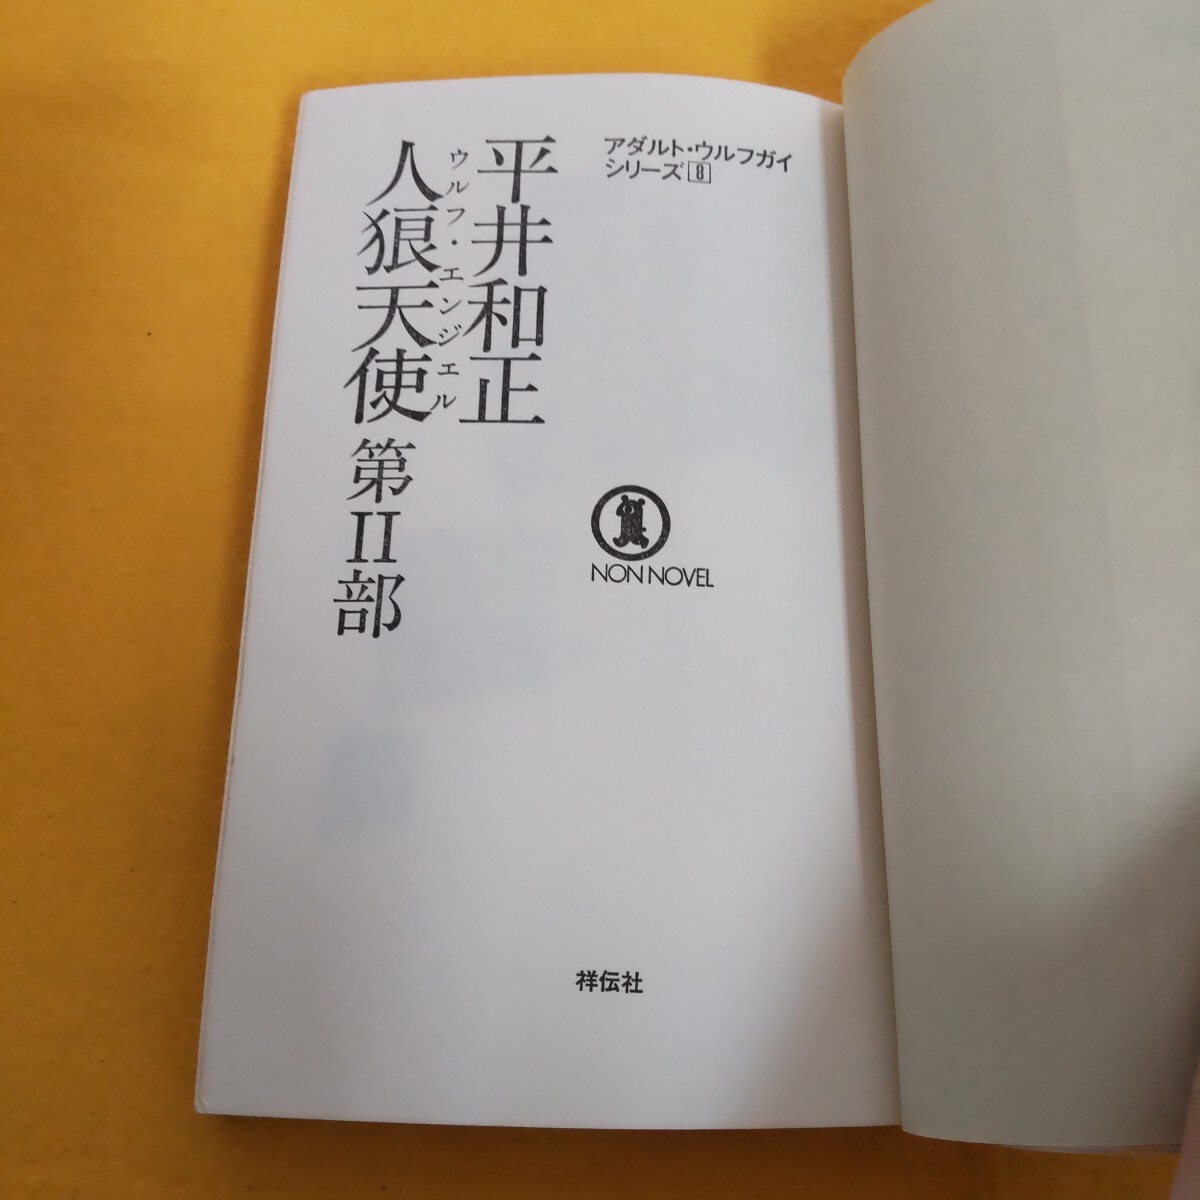 アダルト・ウルフガイ
シリーズ8
平井和正
ウルフ・エンジェル
人狼天使 第II部
NON NOVEL
祥伝社